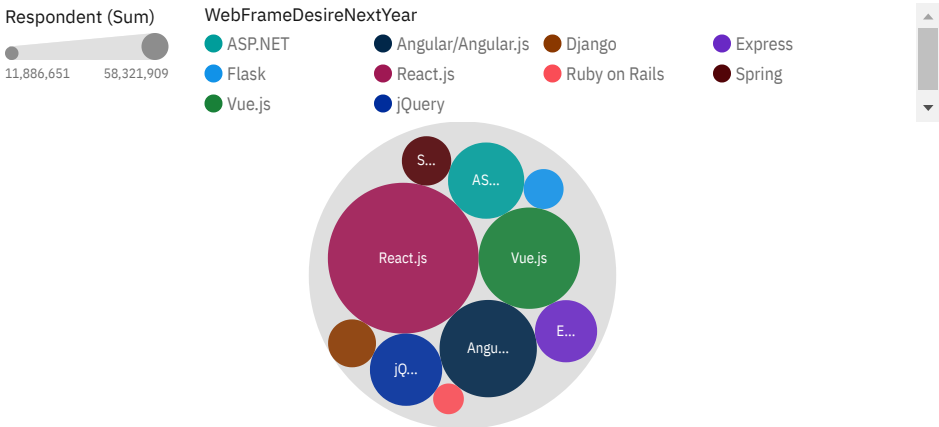 Respondent (Sum)
11,886,651 58,321,909
WebFrameDesireNextYear
ASP.NET Angular/Angular.js Django Express
Flask React.js Ruby on Rails Spring
Vue.js jQuery
S...
AS...
React.js Vue.js
E...
Angu...
jQ...